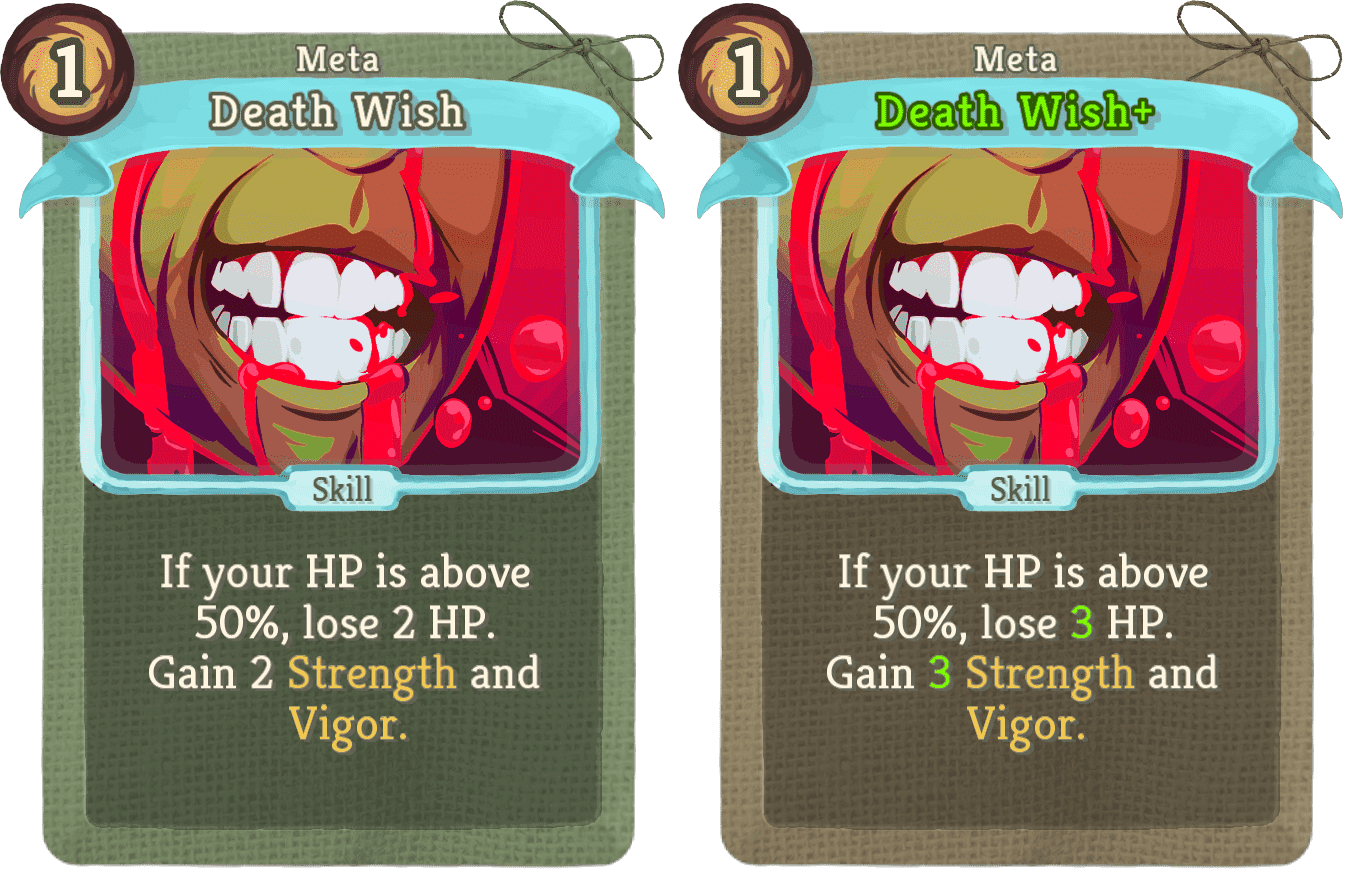 1
Meta
Death Wish
Skill
If your HP is above
50%, lose 2 HP.
Gain 2 Strength and
Vigor.
1
Meta
Death Wish+
Skill
If your HP is above
50%, lose 3 HP.
Gain 3 Strength and
Vigor.